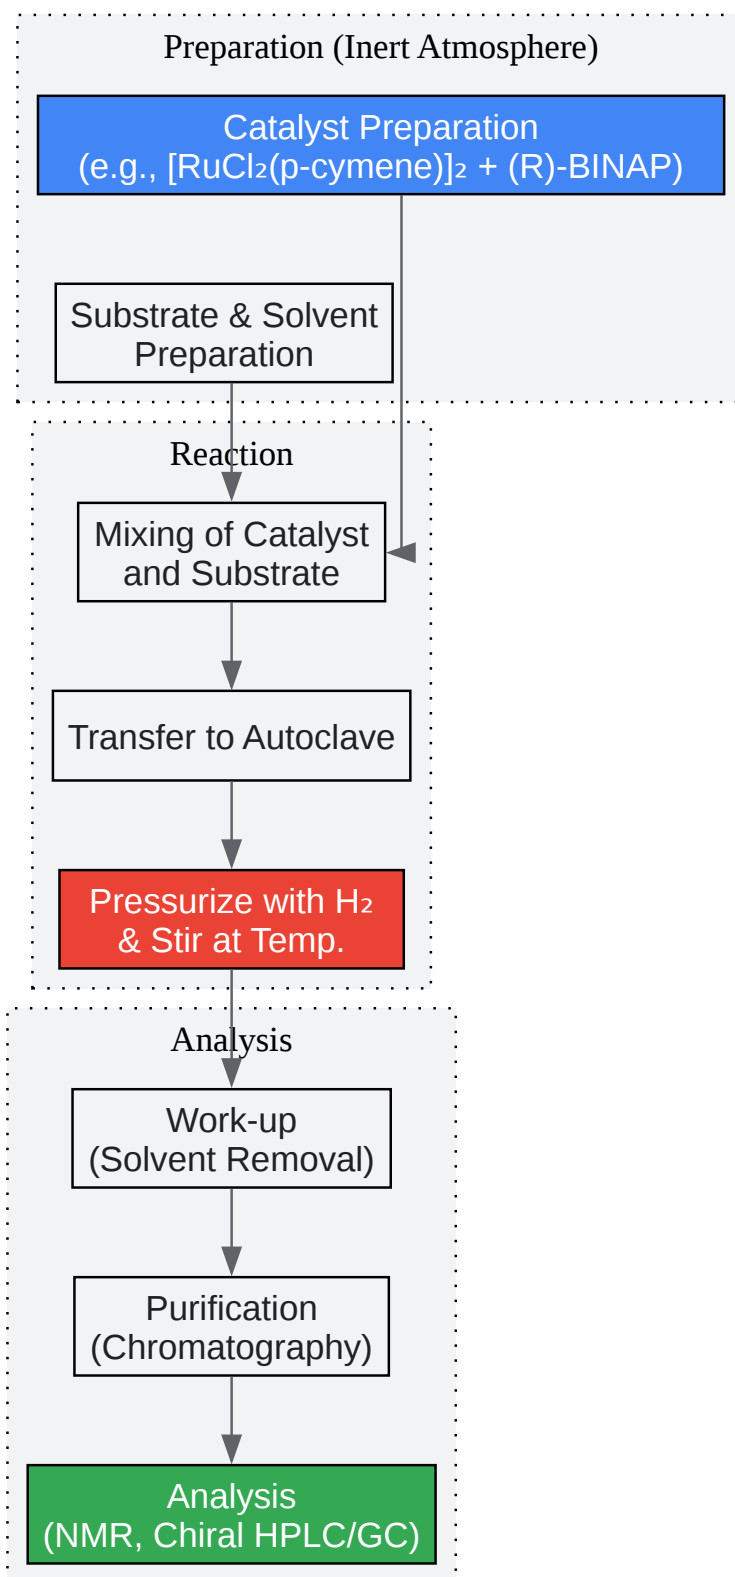 Preparation (Inert Atmosphere)
Catalyst Preparation
(e.g., [RuCl₂(p-cymene)]₂ + (R)-BINAP)
Substrate & Solvent
Preparation
Reaction
Mixing of Catalyst
and Substrate
Transfer to Autoclave
Pressurize with H₂
& Stir at Temp.
Analysis
Work-up
(Solvent Removal)
Purification
(Chromatography)
Analysis
(NMR, Chiral HPLC/GC)